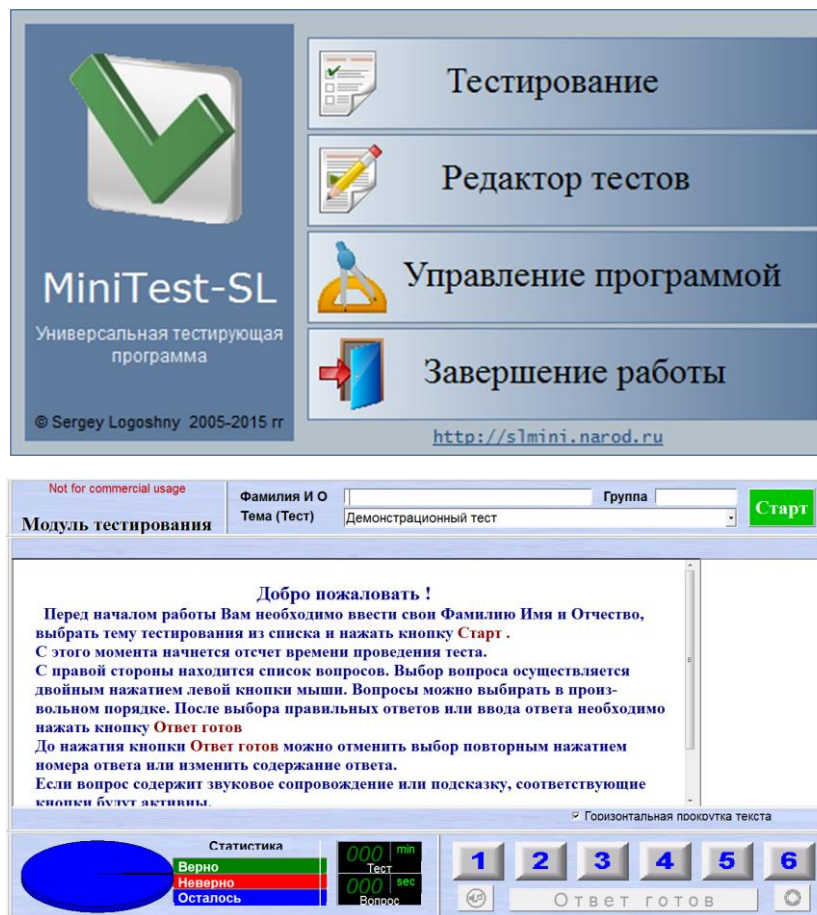 Тестирование
Редактор тестов
MiniTest-SL
Управление программой
Универсальная тестирующая
программа
Завершение работы
© Sergey Logoshny 2005-2015 гг
http://slmini.narod.ru
Not for commercial usage
Модуль тестирования
Фамилия И О
Группа
Тема (Тест)
Демонстрационный тест
Старт
Добро пожаловать !
Перед началом работы Вам необходимо ввести свои Фамилию Имя и Отчество,
выбрать тему тестирования из списка и нажать кнопку Старт .
С этого момента начнется отсчет времени проведения теста.
С правой стороны находится список вопросов. Выбор вопроса осуществляется
двойным нажатием левой кнопки мыши. Вопросы можно выбирать в произ-
вольном порядке. После выбора правильных ответов или ввода ответа необходимо
нажать кнопку Ответ готов
До нажатия кнопки Ответ готов можно отменить выбор повторным нажатием
номера ответа или изменить содержание ответа.
Если вопрос содержит звуковое сопровождение или подсказку, соответствующие
кнопки будут активны.
Горизонтальная прокрутка текста
Статистика
Верно
Неверно
Осталось
000 min
Тест
000 sec
Вопрос
1 2 3 4 5 6
Ответ готов